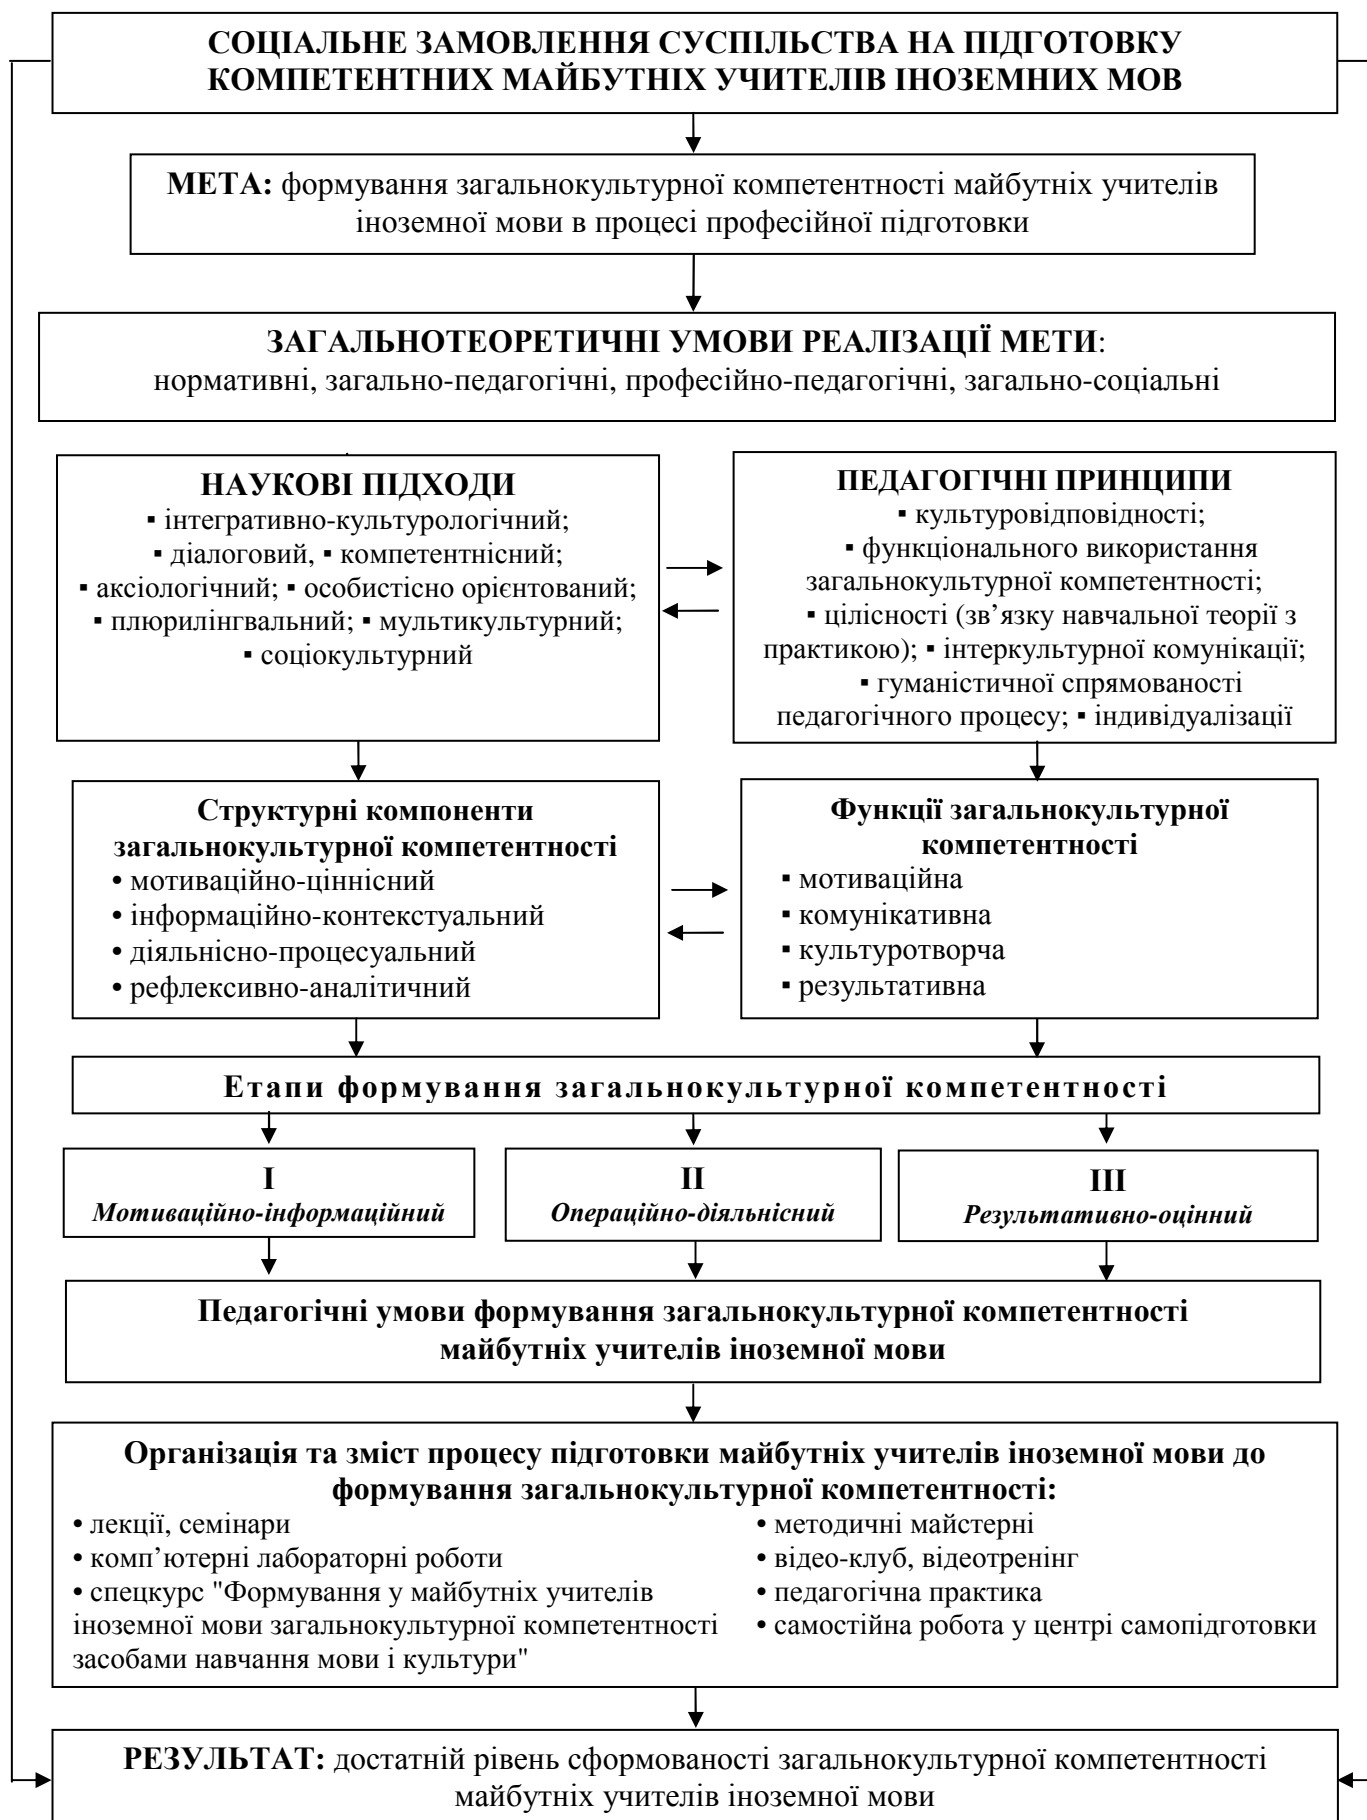 СОЦІАЛЬНЕ ЗАМОВЛЕННЯ СУСПІЛЬСТВА НА ПІДГОТОВКУ
КОМПЕТЕНТНИХ МАЙБУТНІХ УЧИТЕЛІВ ІНОЗЕМНИХ МОВ
МЕТА: формування загальнокультурної компетентності майбутніх учителів
іноземної мови в процесі професійної підготовки
ЗАГАЛЬНОТЕОРЕТИЧНІ УМОВИ РЕАЛІЗАЦІЇ МЕТИ:
нормативні, загально-педагогічні, професійно-педагогічні, загально-соціальні
НАУКОВІ ПІДХОДИ
▪ інтегративно-культурологічний;
▪ діалоговий, ▪ компетентнісний;
▪ аксіологічний; ▪ особистісно орієнтований;
▪ плюрилінгвальний; ▪ мультикультурний;
▪ соціокультурний
ПЕДАГОГІЧНІ ПРИНЦИПИ
▪ культуровідповідності;
▪ функціонального використання
загальнокультурної компетентності;
▪ цілісності (зв’язку навчальної теорії з
практикою); ▪ інтеркультурної комунікації;
▪ гуманістичної спрямованості
педагогічного процесу; ▪ індивідуалізації
Структурні компоненти
загальнокультурної компетентності
• мотиваційно-ціннісний
• інформаційно-контекстуальний
• діяльнісно-процесуальний
• рефлексивно-аналітичний
Функції загальнокультурної
компетентності
▪ мотиваційна
▪ комунікативна
▪ культуротворча
▪ результативна
Етапи формування загальнокультурної компетентності
I
Мотиваційно-інформаційний
II
Операційно-діяльнісний
III
Результативно-оцінний
Педагогічні умови формування загальнокультурної компетентності
майбутніх учителів іноземної мови
Організація та зміст процесу підготовки майбутніх учителів іноземної мови до
формування загальнокультурної компетентності:
• лекції, семінари
• комп’ютерні лабораторні роботи
• спецкурс "Формування у майбутніх учителів
іноземної мови загальнокультурної компетентності
засобами навчання мови і культури"
• методичні майстерні
• відео-клуб, відеотренінг
• педагогічна практика
• самостійна робота у центрі самопідготовки
РЕЗУЛЬТАТ: достатній рівень сформованості загальнокультурної компетентності
майбутніх учителів іноземної мови